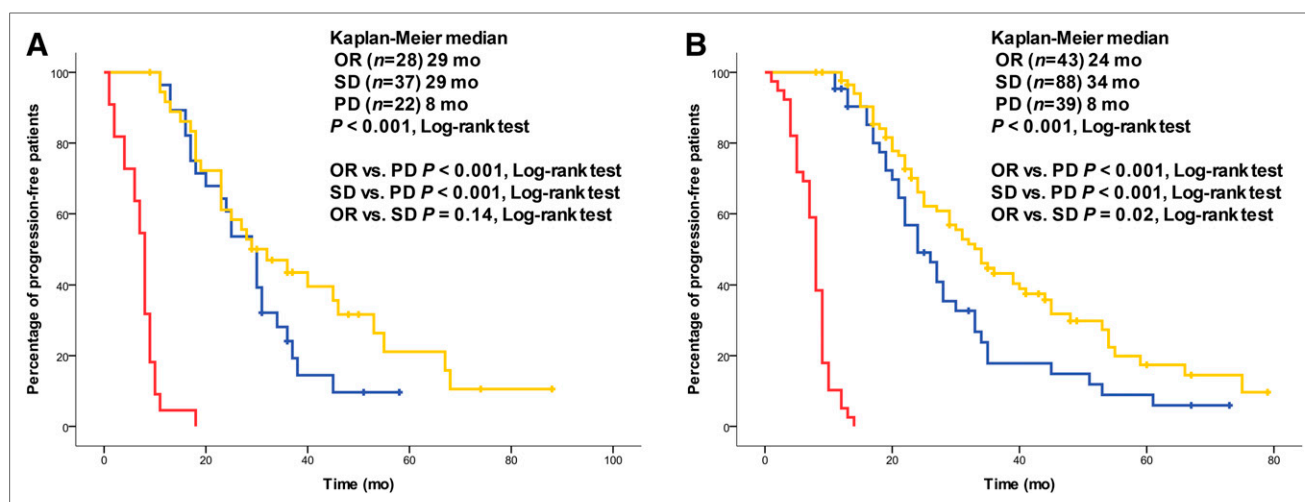 A
Kaplan-Meier median
OR (n=28) 29 mo
SD (n=37) 29 mo
PD (n=22) 8 mo
P < 0.001, Log-rank test
OR vs. PD P < 0.001, Log-rank test
SD vs. PD P < 0.001, Log-rank test
OR vs. SD P = 0.14, Log-rank test
Percentage of progression-free patients
100
80
60
40
20
0
0 20 40 60 80 100
Time (mo)
B
Kaplan-Meier median
OR (n=43) 24 mo
SD (n=88) 34 mo
PD (n=39) 8 mo
P < 0.001, Log-rank test
OR vs. PD P < 0.001, Log-rank test
SD vs. PD P < 0.001, Log-rank test
OR vs. SD P = 0.02, Log-rank test
Percentage of progression-free patients
100
80
60
40
20
0
0 20 40 60 80
Time (mo)